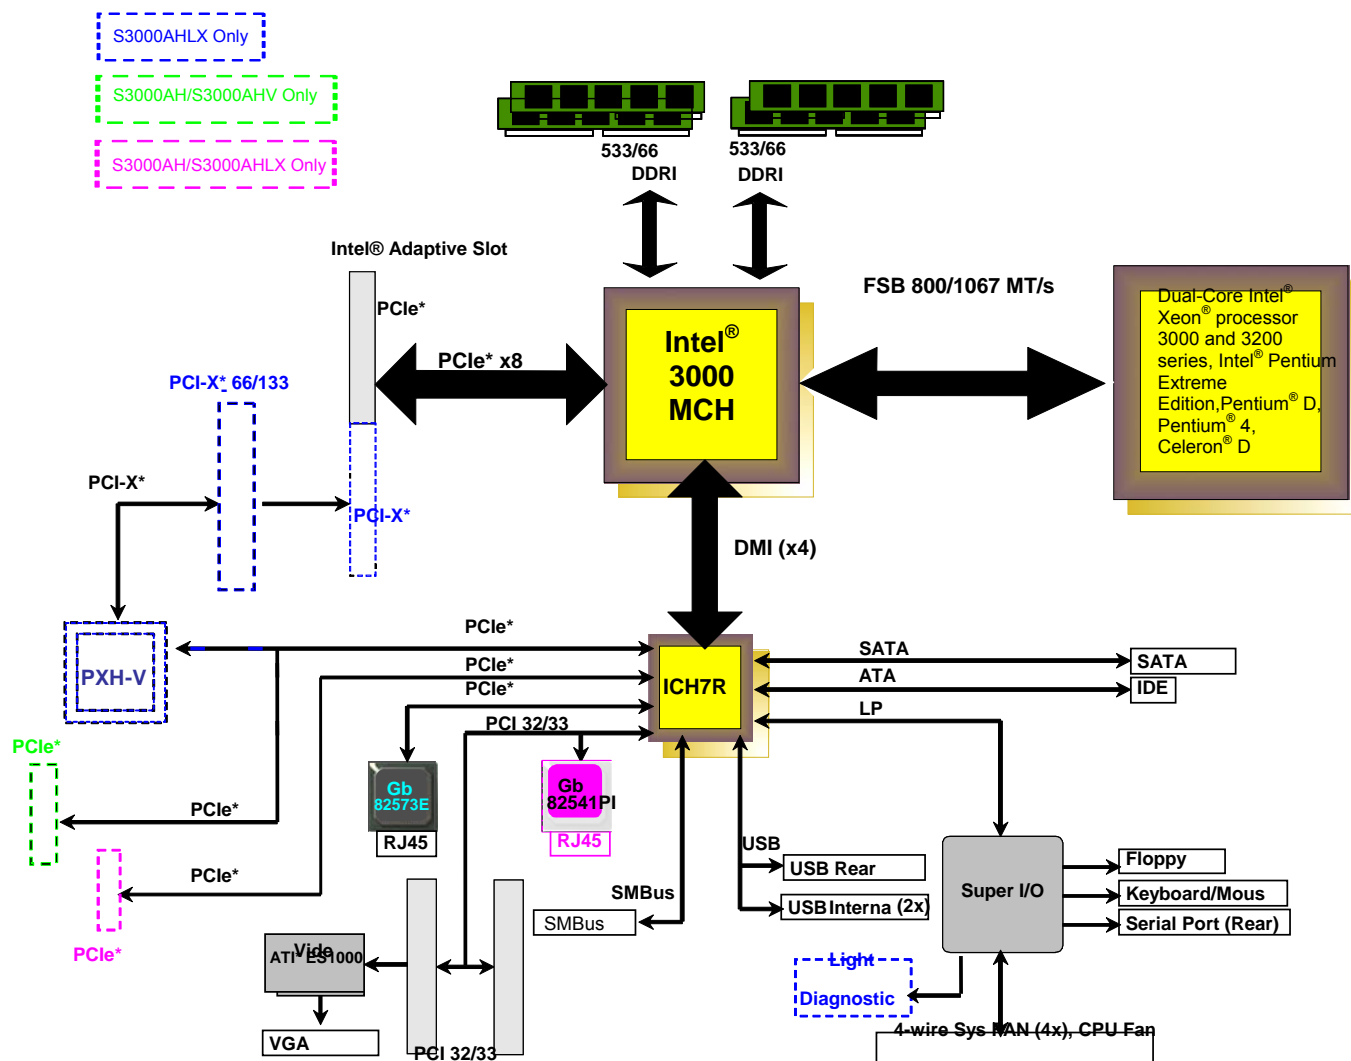 S3000AHLX Only
S3000AH/S3000AHV Only
S3000AH/S3000AHLX Only
533/66
DDRI
533/66
DDRI
Intel® Adaptive Slot
PCIe*
PCIe* x8
Intel®
3000
MCH
FSB 800/1067 MT/s
Dual-Core Intel®
Xeon® processor
3000 and 3200
series, Intel® Pentium
Extreme
Edition,Pentium® D,
Pentium® 4,
Celeron® D
PCI-X* 66/133
PCI-X*
PCI-X*
DMI (x4)
PXH-V
PCIe*
PCIe*
PCIe*
PCI 32/33
ICH7R
SATA
SATA
ATA
IDE
LP
PCIe*
PCIe*
PCIe*
PCIe*
Gb
82573E
RJ45
Gb
82541PI
RJ45
USB
USB Rear
USB Interna (2x)
SMBus
SMBus
Super I/O
Floppy
Keyboard/Mous
Serial Port (Rear)
Light
Diagnostic
4-wire Sys FAN (4x), CPU Fan
Vide
ATI* ES1000
VGA
PCI 32/33